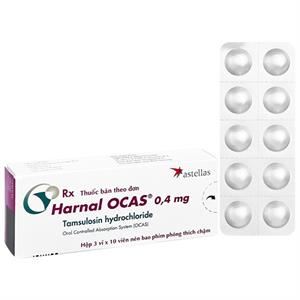 Rx Thuốc bán theo đơn
Harnal OCAS® 0,4 mg
Tamsulosin hydrochloride
Oral Controlled Absorption System (OCAS)
astellas
Hộp 3 vỉ x 10 viên nén bao phim phóng thích chậm